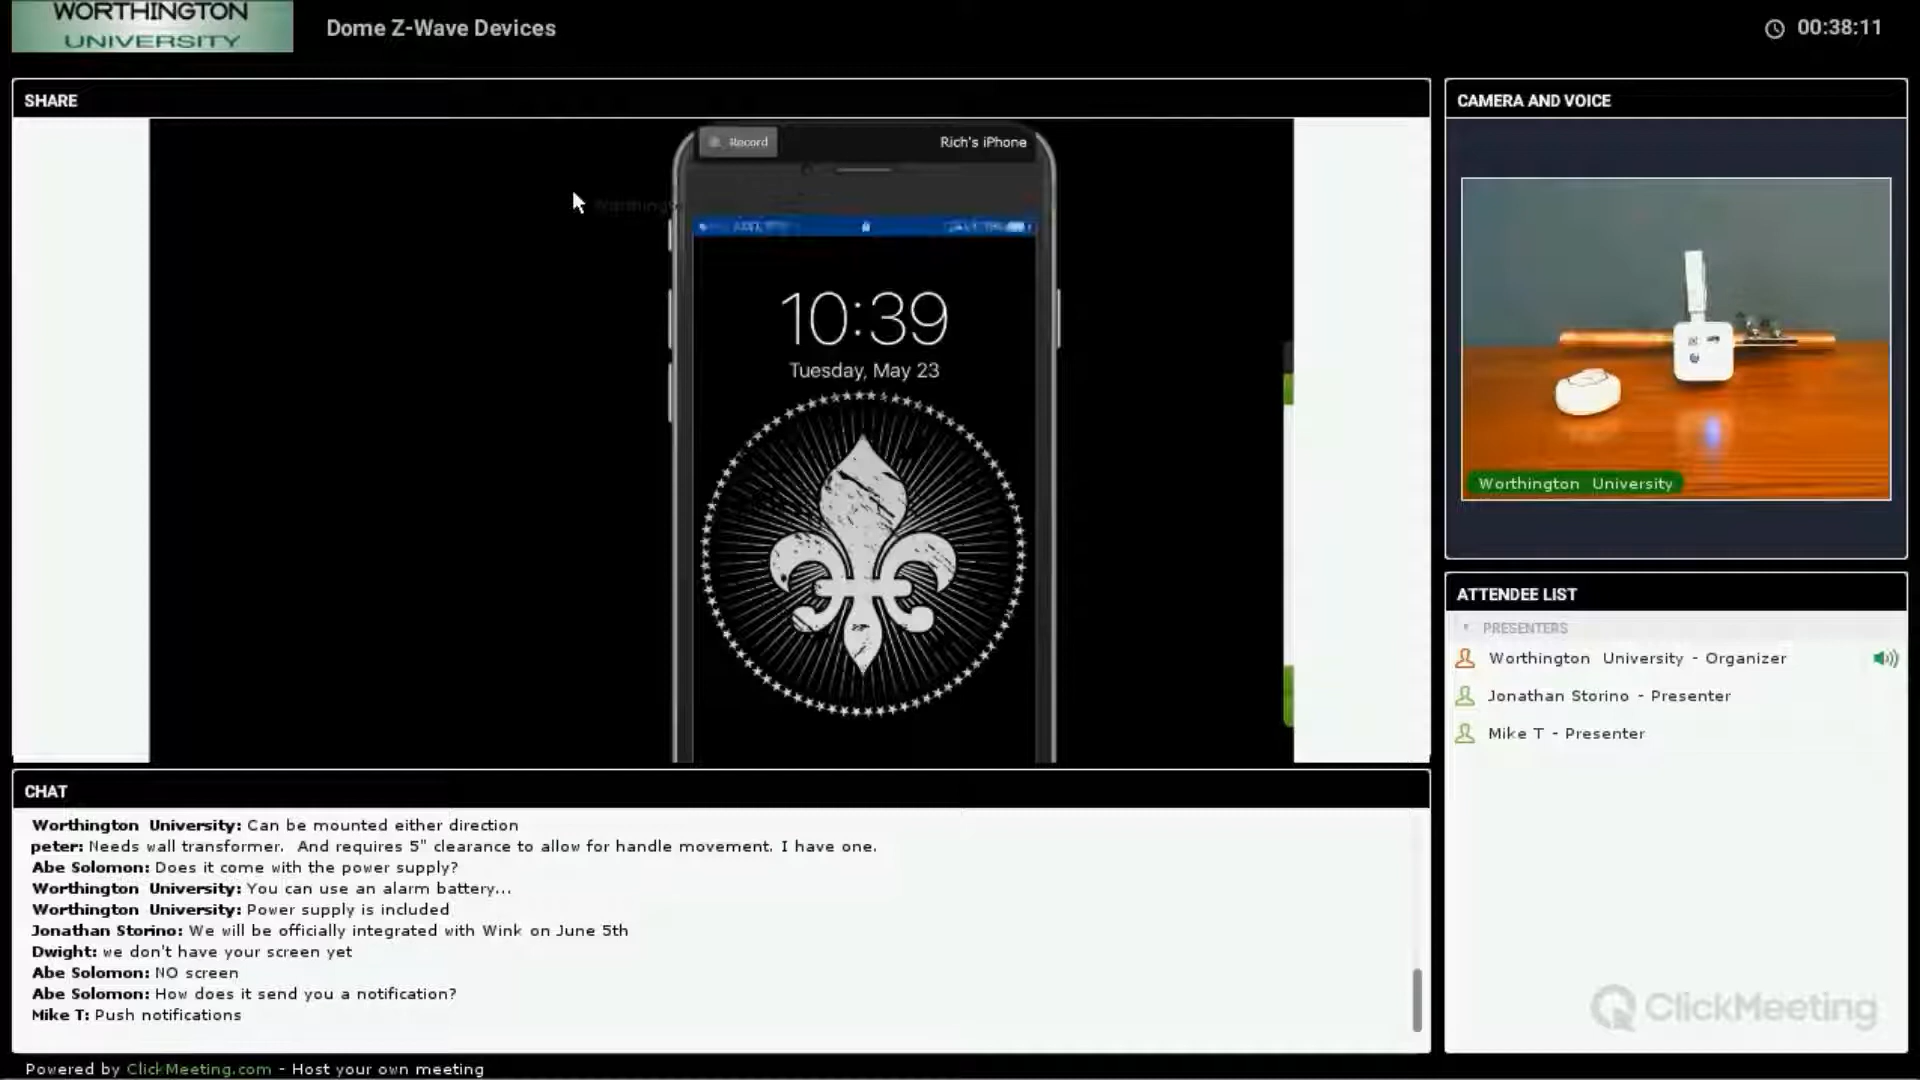 WORTHINGTON
UNIVERSITY
Dome Z-Wave Devices
00:38:11
SHARE
Record
Rich's iPhone
10:39
Tuesday, May 23
CAMERA AND VOICE
Worthington University
ATTENDEE LIST
PRESENTERS
Worthington University - Organizer
Jonathan Storino - Presenter
Mike T - Presenter
CHAT
Worthington University: Can be mounted either direction
peter: Needs wall transformer. And requires 5" clearance to allow for handle movement. I have one.
Abe Solomon: Does it come with the power supply?
Worthington University: You can use an alarm battery...
Worthington University: Power supply is included
Jonathan Storino: We will be officially integrated with Wink on June 5th
Dwight: we don't have your screen yet
Abe Solomon: NO screen
Abe Solomon: How does it send you a notification?
Mike T: Push notifications
ClickMeeting
Powered by ClickMeeting.com - Host your own meeting